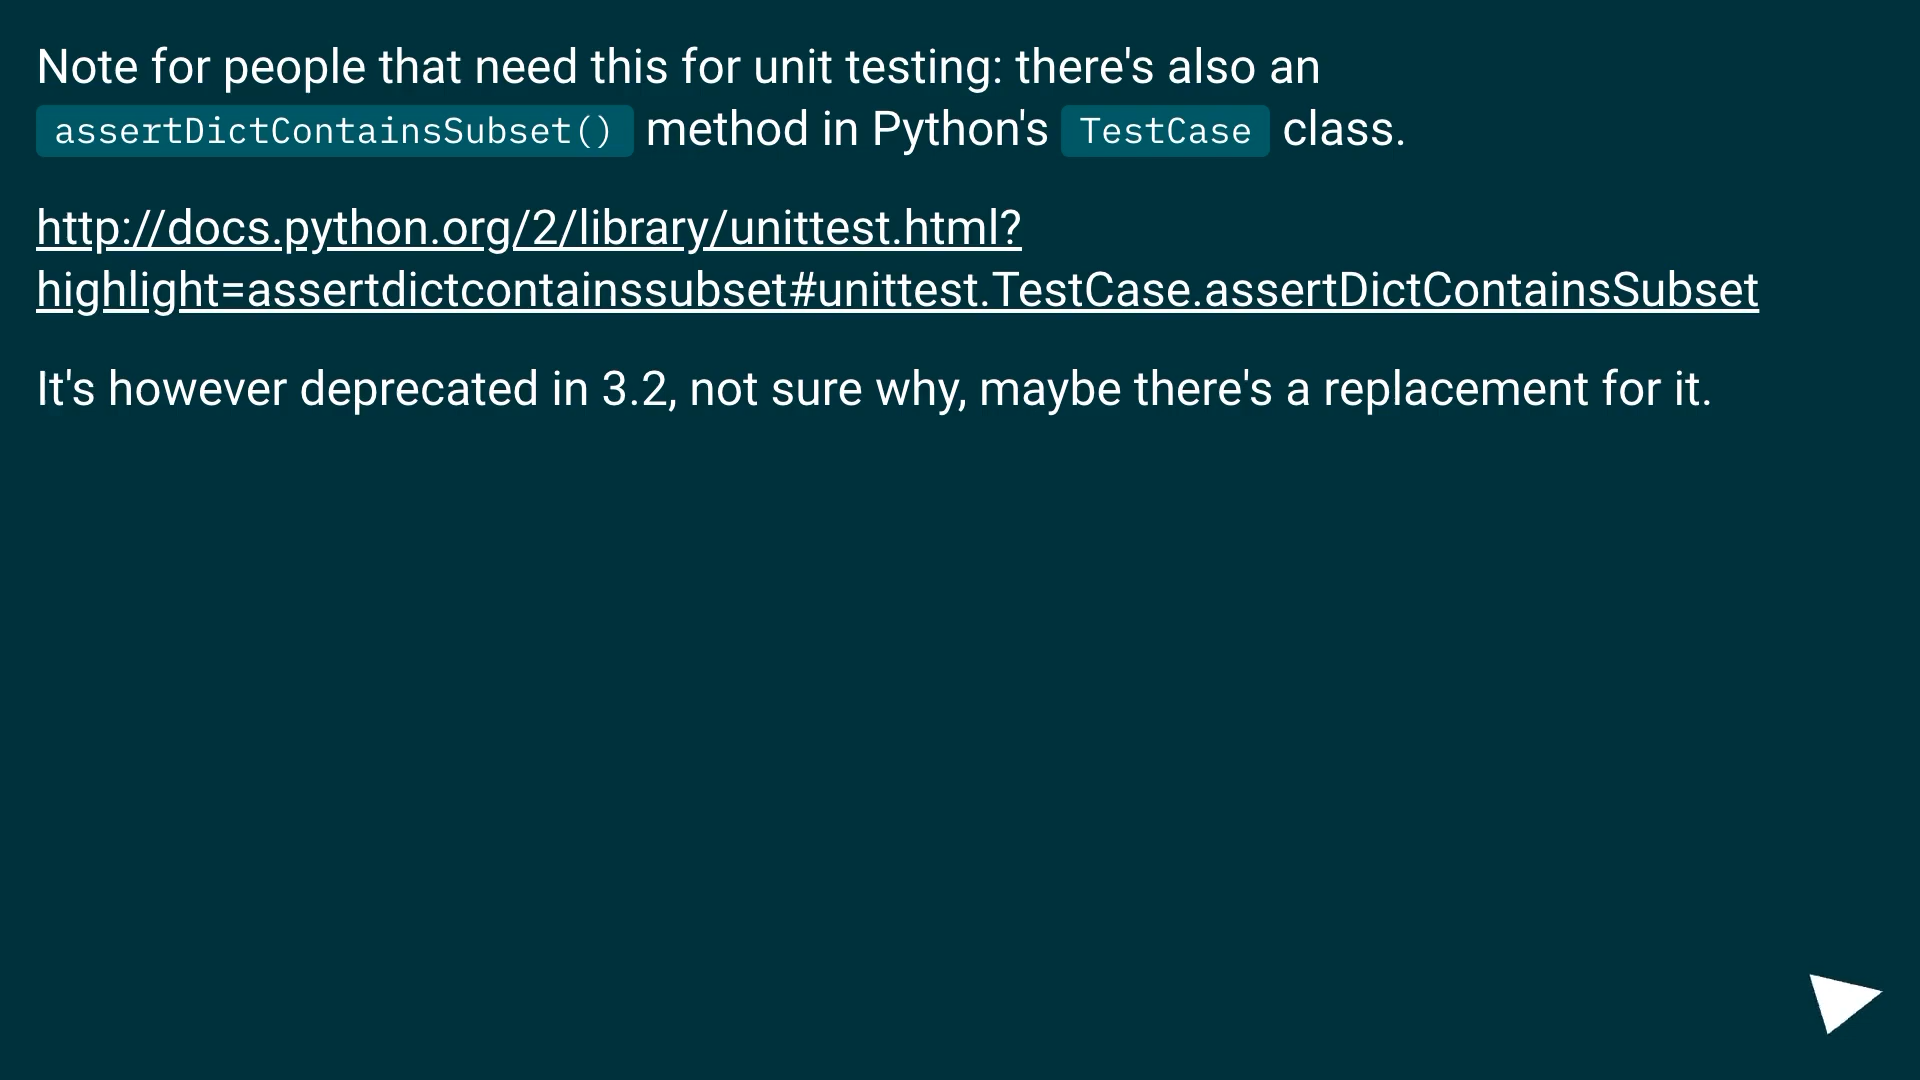 Note for people that need this for unit testing: there's also an
assertDictContainsSubset() method in Python's TestCase class.
http://docs.python.org/2/library/unittest.html?
highlight=assertdictcontainssubset#unittest.TestCase.assertDictContainsSubset
It's however deprecated in 3.2, not sure why, maybe there's a replacement for it.